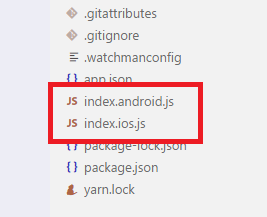 .gitattributes
.gitignore
.watchmanconfig
{} app.json
JS index.android.js
JS index.ios.js
{} package-lock.json
{} package.json
yarn.lock